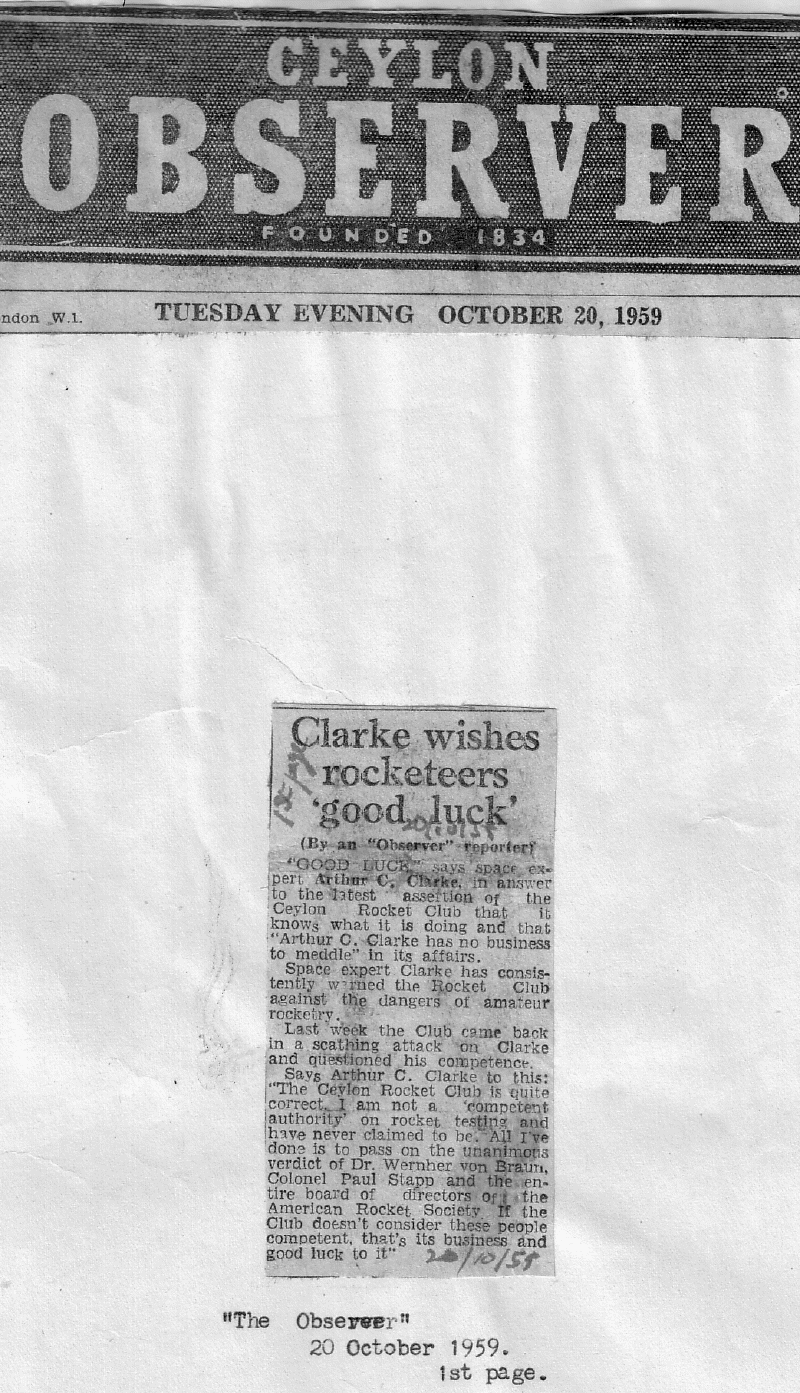 CEYLON
OBSERVER
FOUNDED 1834
ndon W.1. TUESDAY EVENING OCTOBER 20, 1959
Clarke wishes
rocketeers
'good luck'
20/10/59
(By an "Observer" reporter)
"GOOD LUCK," says space ex-
pert Arthur C. Clarke, in answer
to the latest assertion of the
Ceylon Rocket Club that it
knows what it is doing and that
"Arthur C. Clarke has no business
to meddle" in its affairs.
Space expert Clarke has consis-
tently warned the Rocket Club
against the dangers of amateur
rocketry.
Last week the Club came back
in a scathing attack on Clarke
and questioned his competence.
Says Arthur C. Clarke to this:
"The Ceylon Rocket Club is quite
correct. I am not a 'competent
authority' on rocket testing and
have never claimed to be. All I've
done is to pass on the unanimous
verdict of Dr. Wernher von Braun,
Colonel Paul Stapp and the en-
tire board of directors of the
American Rocket Society. If the
Club doesn't consider these people
competent, that's its business and
good luck to it"
20/10/59
"The Observer"
20 October 1959.
1st page.